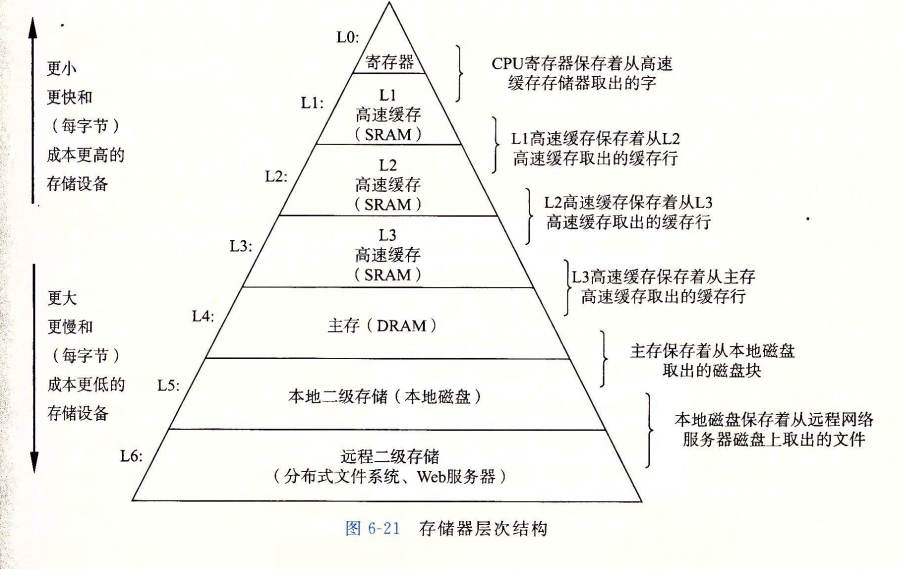 更小
更快和
（每字节）
成本更高的
存储设备
更大
更慢和
（每字节）
成本更低的
存储设备
L0:
寄存器
L1:
L1
高速缓存
（SRAM）
L2:
L2
高速缓存
（SRAM）
L3:
L3
高速缓存
（SRAM）
L4:
主存（DRAM）
L5:
本地二级存储（本地磁盘）
L6:
远程二级存储
（分布式文件系统、Web服务器）
CPU寄存器保存着从高速
缓存存储器取出的字
L1高速缓存保存着从L2
高速缓存取出的缓存行
L2高速缓存保存着从L3
高速缓存取出的缓存行
L3高速缓存保存着从主存
高速缓存取出的缓存行
主存保存着从本地磁盘
取出的磁盘块
本地磁盘保存着从远程网络
服务器磁盘上取出的文件
图 6-21 存储器层次结构